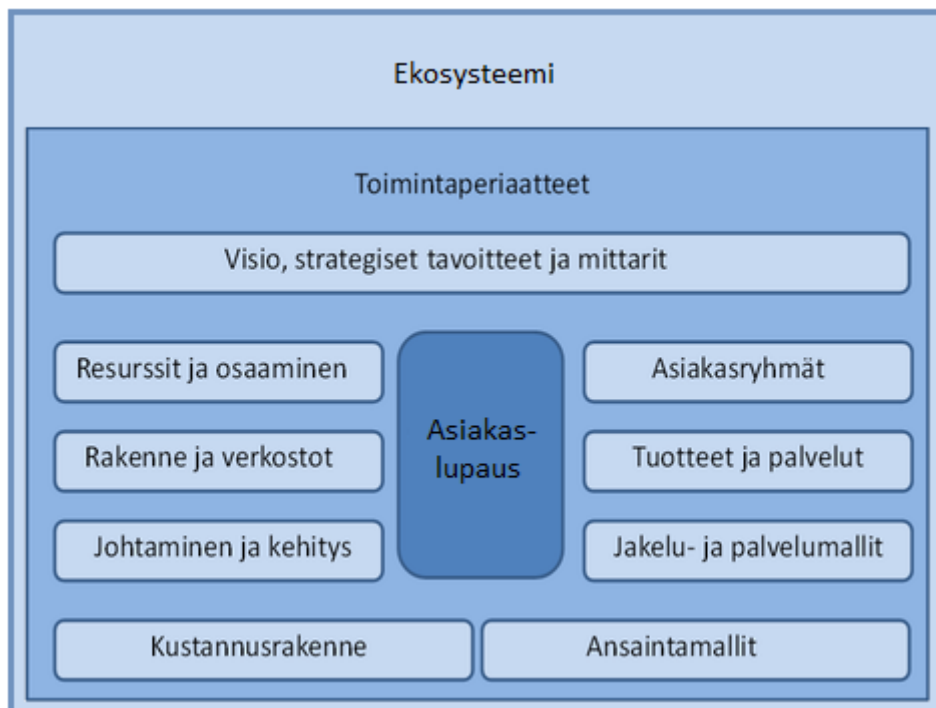 Ekosysteemi
Toimintaperiaatteet
Visio, strategiset tavoitteet ja mittarit
Resurssit ja osaaminen
Rakenne ja verkostot
Johtaminen ja kehitys
Asiakas-
lupaus
Asiakasryhmät
Tuotteet ja palvelut
Jakelu- ja palvelumallit
Kustannusrakenne
Ansaintamallit